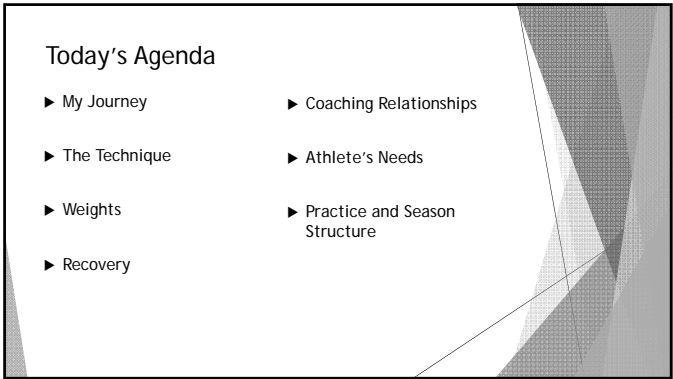 Today's Agenda
My Journey
The Technique
Weights
Recovery
Coaching Relationships
Athlete's Needs
Practice and Season
Structure